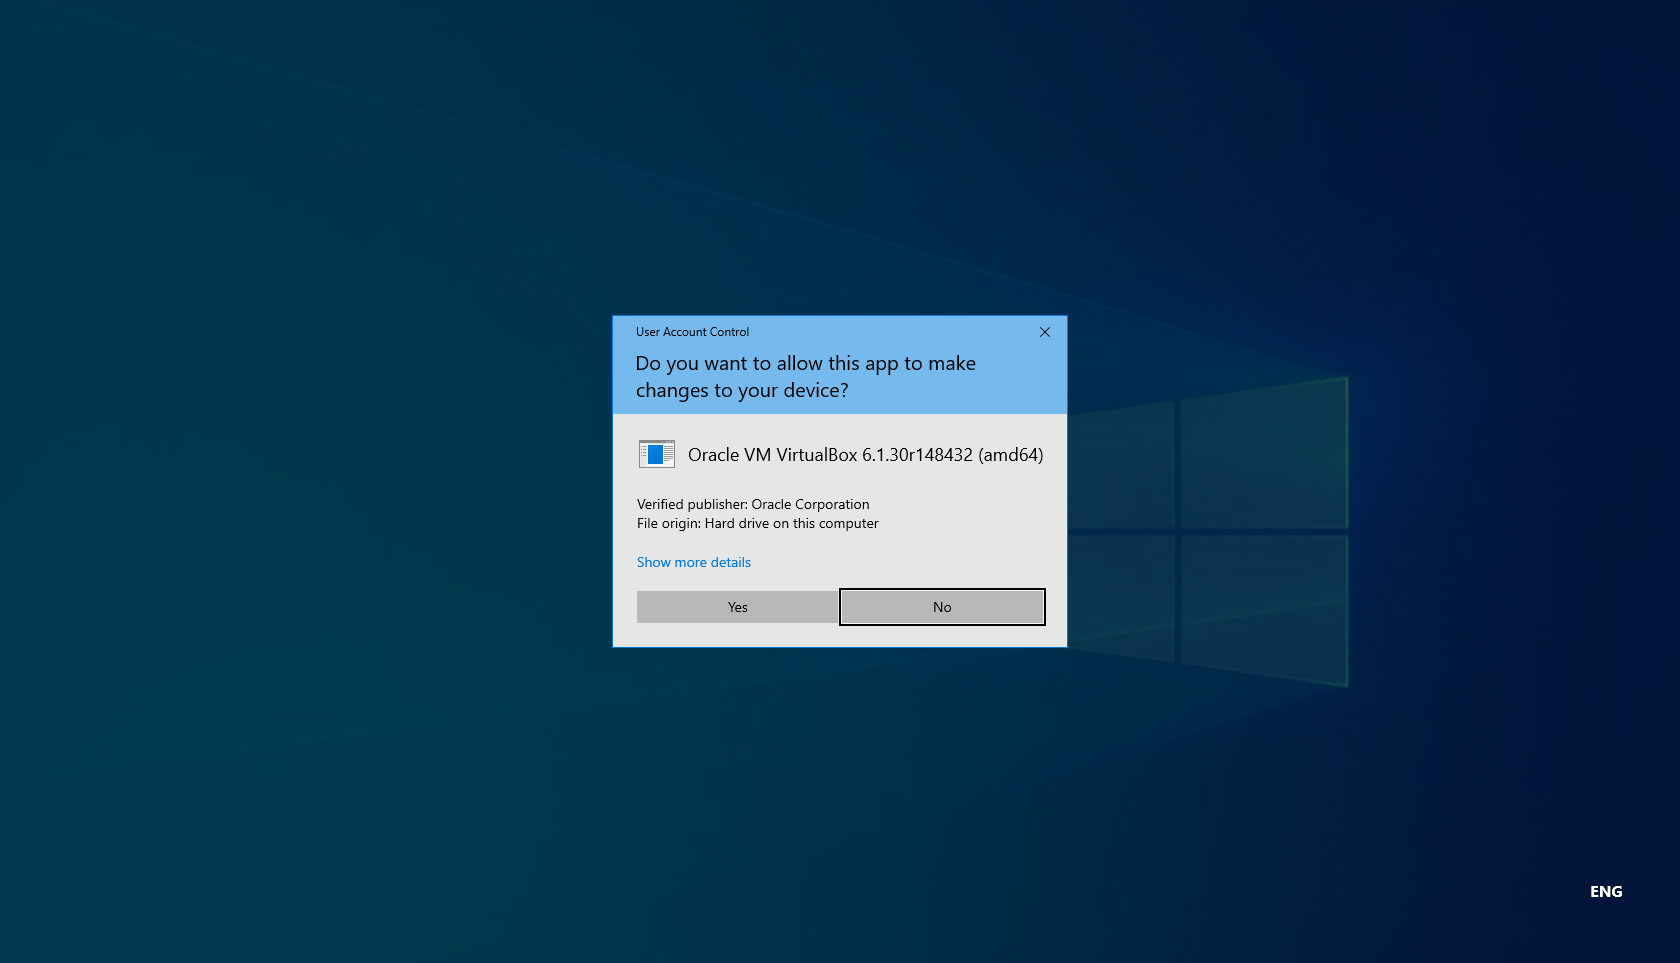 User Account Control
Do you want to allow this app to make
changes to your device?
Oracle VM VirtualBox 6.1.30r148432 (amd64)
Verified publisher: Oracle Corporation
File origin: Hard drive on this computer
Show more details
Yes
No
ENG